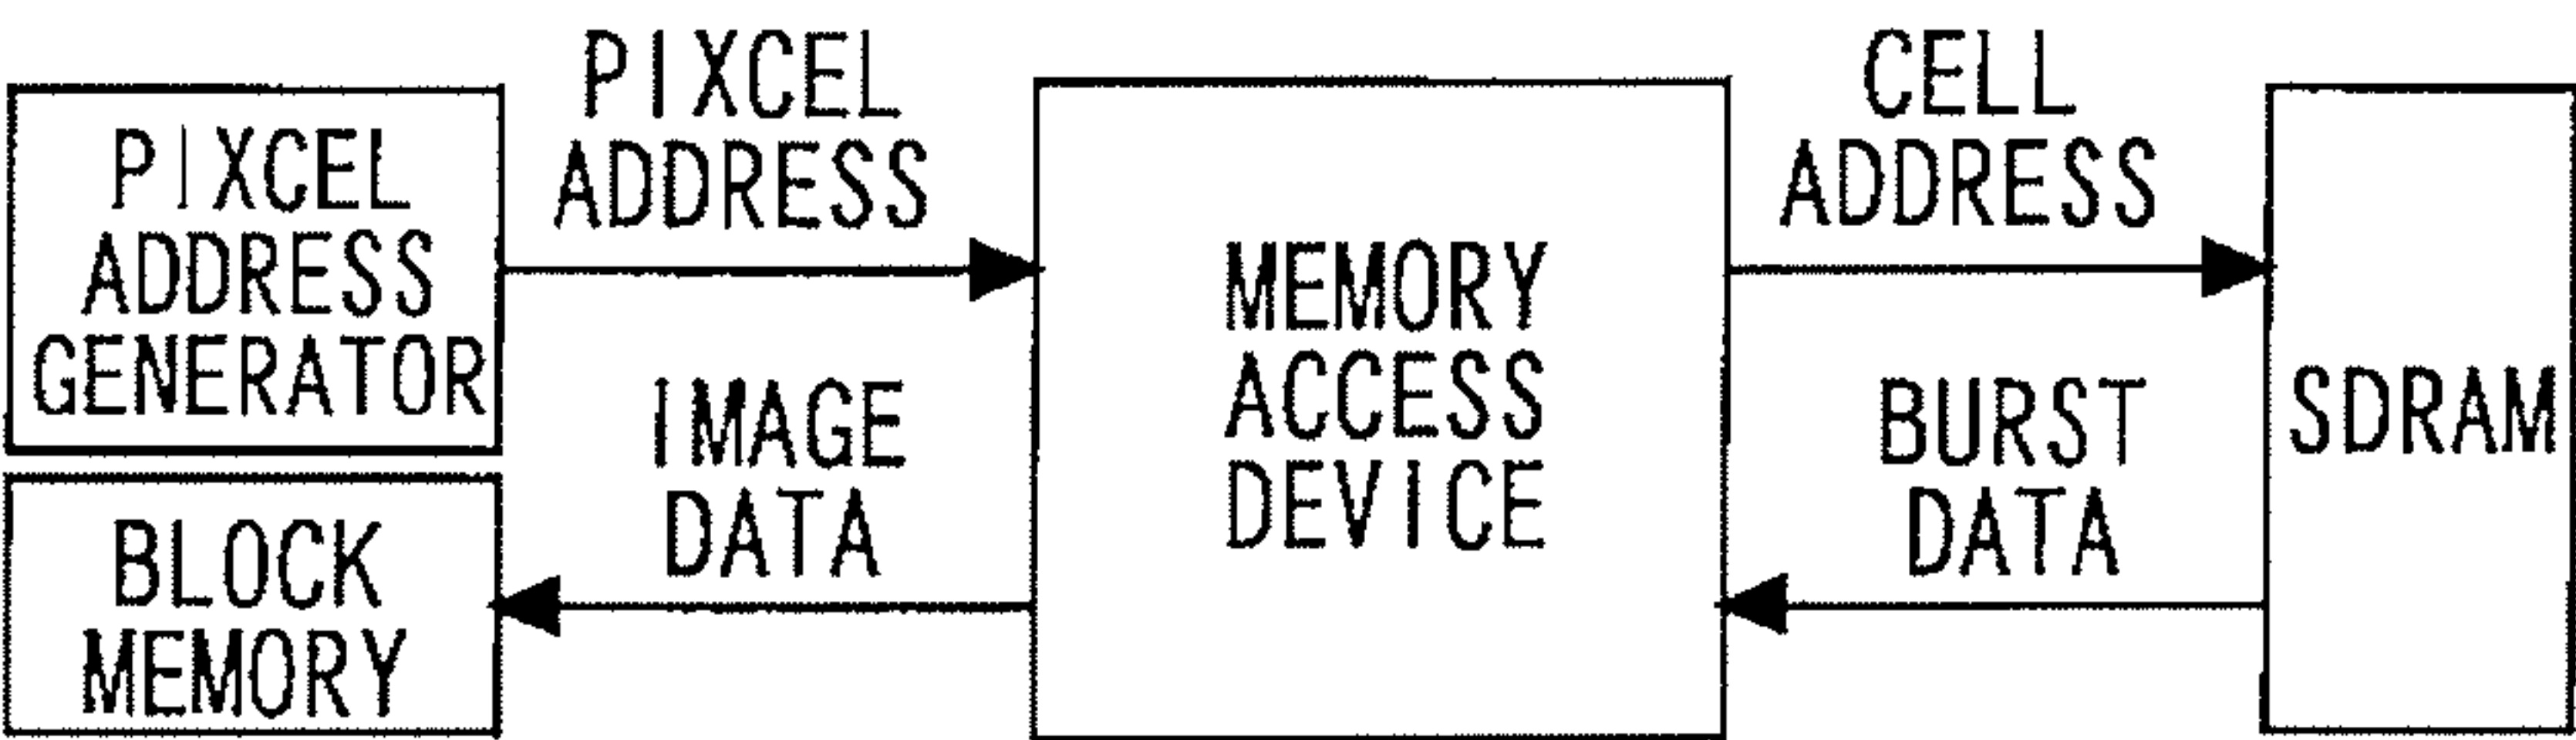 PIXCEL
ADDRESS
GENERATOR
PIXCEL
ADDRESS
MEMORY
ACCESS
DEVICE
CELL
ADDRESS
SDRAM
BURST
DATA
IMAGE
DATA
BLOCK
MEMORY